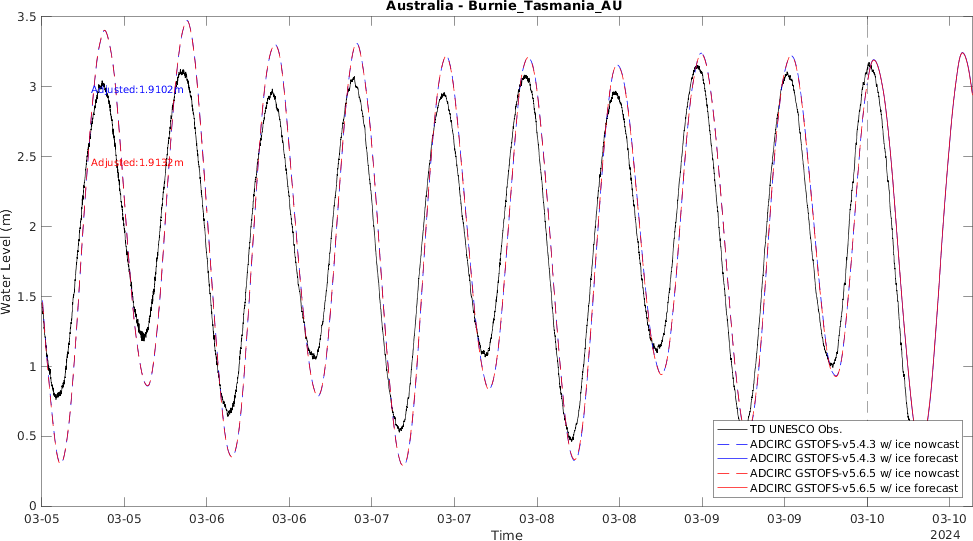 Australia - Burnie_Tasmania_AU
3.5
3
2.5
2
1.5
1
0.5
0
Water Level (m)
Adjusted:1.9102m
Adjusted:1.9132m
TD UNESCO Obs.
ADCIRC GSTOFS-v5.4.3 w/ ice nowcast
ADCIRC GSTOFS-v5.4.3 w/ ice forecast
ADCIRC GSTOFS-v5.6.5 w/ ice nowcast
ADCIRC GSTOFS-v5.6.5 w/ ice forecast
03-05 03-05 03-06 03-06 03-07 03-07 03-08 03-08 03-09 03-09 03-10 03-10
Time
2024